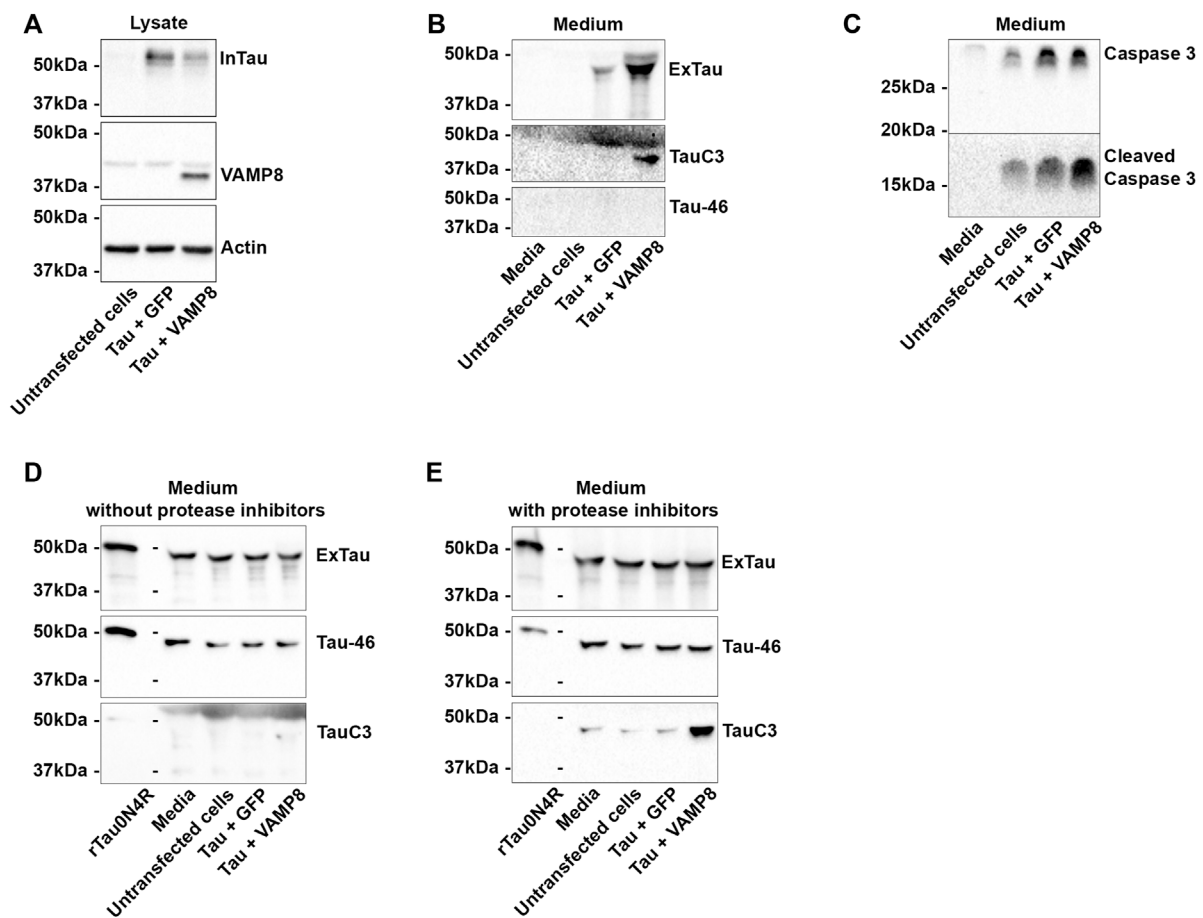 A
Lysate
50kDa -
37kDa -
InTau
50kDa -
37kDa -
VAMP8
50kDa -
37kDa -
Actin
Untransfected cells
Tau + GFP
Tau + VAMP8
B
Medium
50kDa -
37kDa -
ExTau
50kDa -
37kDa -
TauC3
50kDa -
37kDa -
Tau-46
Media
Untransfected cells
Tau + GFP
Tau + VAMP8
C
Medium
Caspase 3
25kDa -
20kDa -
15kDa -
Cleaved
Caspase 3
Media
Untransfected cells
Tau + GFP
Tau + VAMP8
D
Medium
without protease inhibitors
50kDa -
37kDa -
ExTau
50kDa -
37kDa -
Tau-46
50kDa -
37kDa -
TauC3
rTau0N4R
Media
Untransfected cells
Tau + GFP
Tau + VAMP8
E
Medium
with protease inhibitors
50kDa -
37kDa -
ExTau
50kDa -
37kDa -
Tau-46
50kDa -
37kDa -
TauC3
rTau0N4R
Media
Untransfected cells
Tau + GFP
Tau + VAMP8